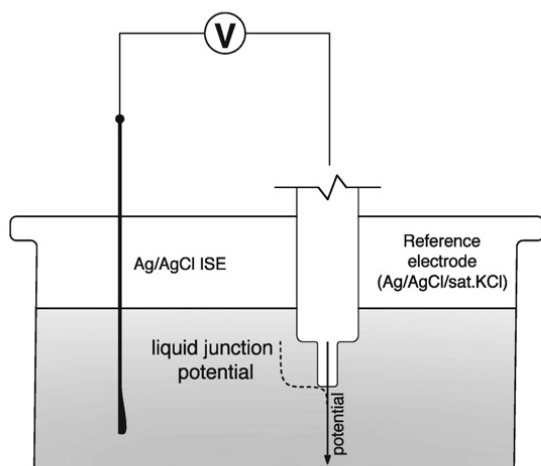 V
Ag/AgCl ISE
Reference
electrode
(Ag/AgCl/sat.KCl)
liquid junction
potential
potential